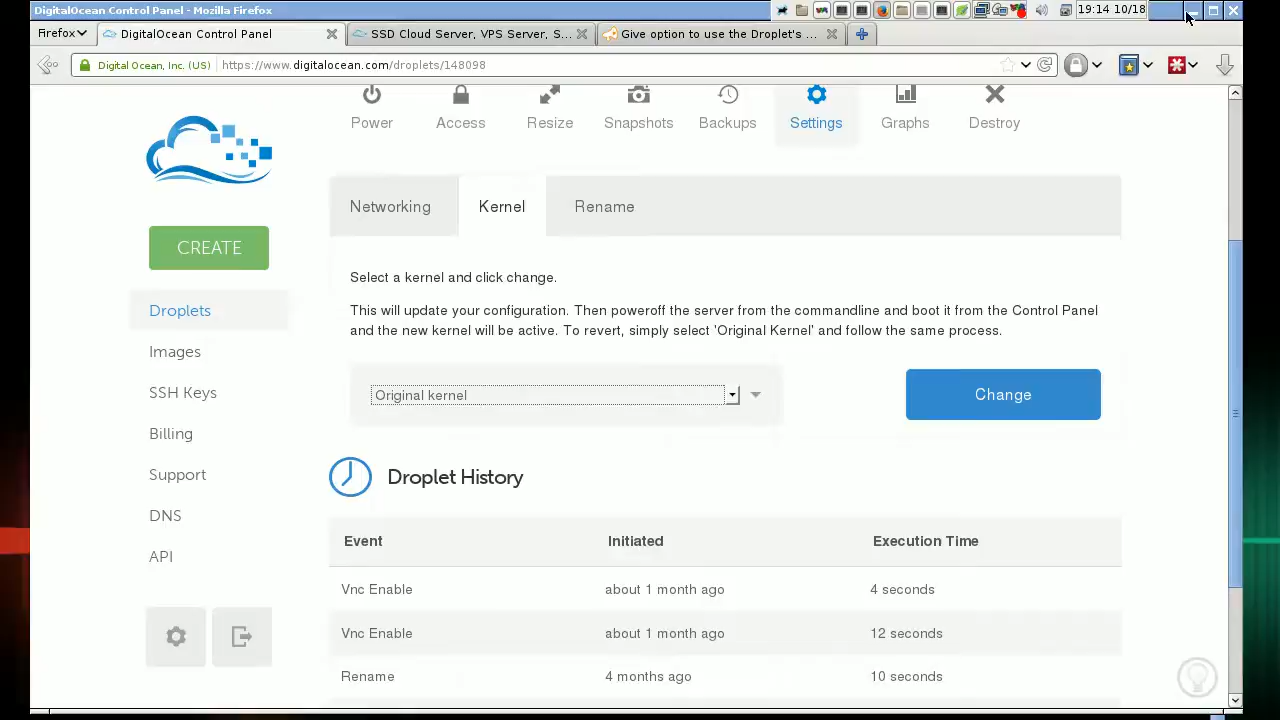 DigitalOcean Control Panel - Mozilla Firefox
19:14 10/18
Firefox
DigitalOcean Control Panel
SSD Cloud Server, VPS Server, S...
Give option to use the Droplet's ...
Digital Ocean, Inc. (US)
https://www.digitalocean.com/droplets/148098
Power
Access
Resize
Snapshots
Backups
Settings
Graphs
Destroy
Networking
Kernel
Rename
CREATE
Droplets
Images
SSH Keys
Billing
Support
DNS
API
Select a kernel and click change.
This will update your configuration. Then poweroff the server from the commandline and boot it from the Control Panel
and the new kernel will be active. To revert, simply select 'Original Kernel' and follow the same process.
Original kernel
Change
Droplet History
Event Initiated Execution Time
Vnc Enable about 1 month ago 4 seconds
Vnc Enable about 1 month ago 12 seconds
Rename 4 months ago 10 seconds